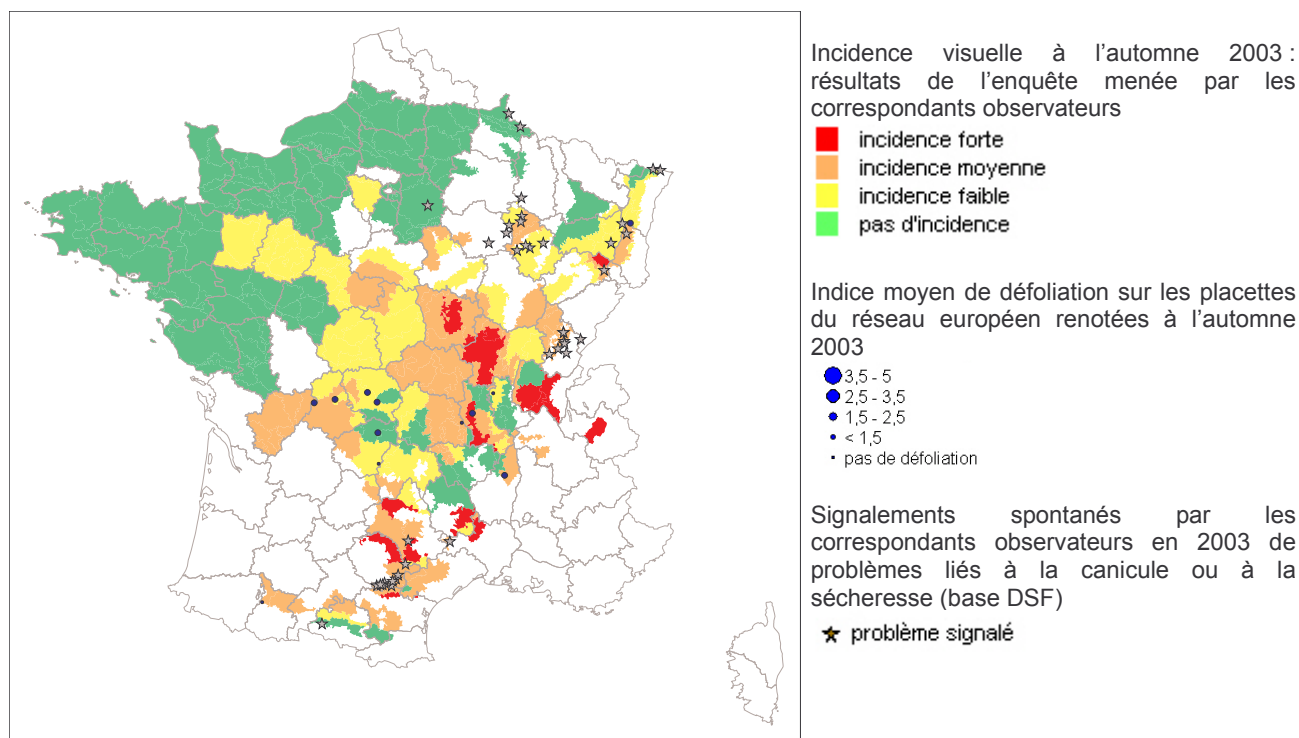 Incidence visuelle à l'automne 2003 :
résultats de l'enquête menée par les
correspondants observateurs
incidence forte
incidence moyenne
incidence faible
pas d'incidence
Indice moyen de défoliation sur les placettes
du réseau européen renotées à l'automne
2003
3,5 - 5
2,5 - 3,5
1,5 - 2,5
< 1,5
pas de défoliation
Signalements spontanés par les
correspondants observateurs en 2003 de
problèmes liés à la canicule ou à la
sécheresse (base DSF)
problème signalé